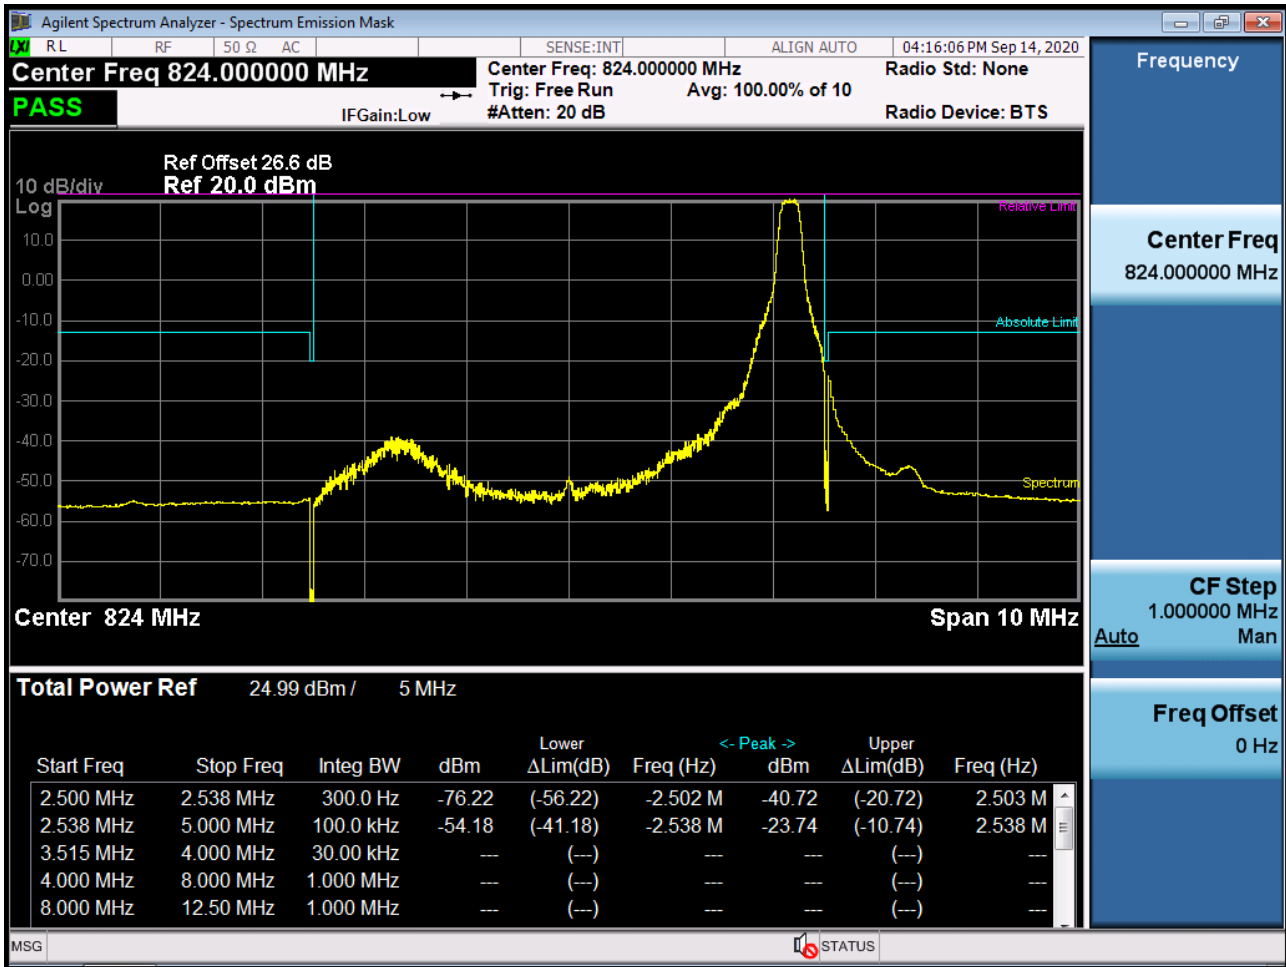 Agilent Spectrum Analyzer - Spectrum Emission Mask
LXI RL RF 50 Ω AC SENSE:INT ALIGN AUTO 04:16:06 PM Sep 14, 2020
Center Freq 824.000000 MHz
Center Freq: 824.000000 MHz Radio Std: None
Trig: Free Run Avg: 100.00% of 10
PASS
IFGain:Low #Atten: 20 dB Radio Device: BTS
Ref Offset 26.6 dB
10 dB/div Ref 20.0 dBm
Log
Relative Limit
10.0
0.00
-10.0
Absolute Limit
-20.0
-30.0
-40.0
-50.0
Spectrum
-60.0
-70.0
Center 824 MHz Span 10 MHz
Total Power Ref 24.99 dBm / 5 MHz
Lower <- Peak -> Upper
Start Freq Stop Freq Integ BW dBm ΔLim(dB) Freq (Hz) dBm ΔLim(dB) Freq (Hz)
2.500 MHz 2.538 MHz 300.0 Hz -76.22 (-56.22) -2.502 M -40.72 (-20.72) 2.503 M
2.538 MHz 5.000 MHz 100.0 kHz -54.18 (-41.18) -2.538 M -23.74 (-10.74) 2.538 M
3.515 MHz 4.000 MHz 30.00 kHz --- (---) --- --- (---) ---
4.000 MHz 8.000 MHz 1.000 MHz --- (---) --- --- (---) ---
8.000 MHz 12.50 MHz 1.000 MHz --- (---) --- --- (---) ---
MSG STATUS
Frequency
Center Freq
824.000000 MHz
CF Step
1.000000 MHz
Auto Man
Freq Offset
0 Hz